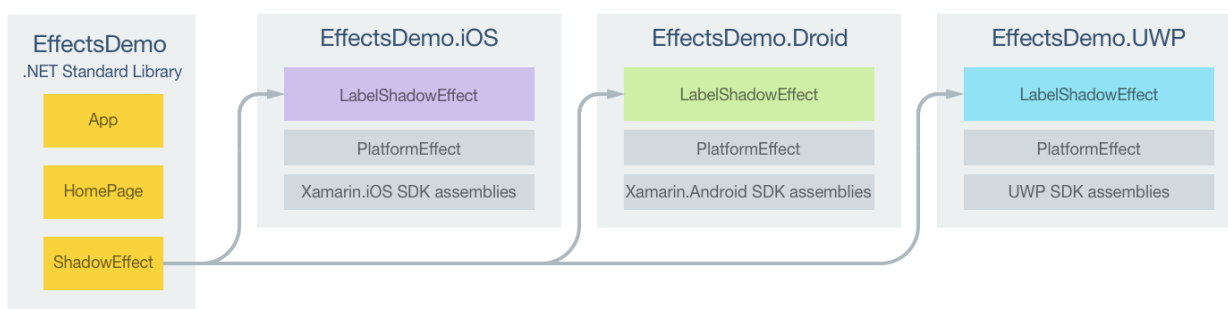 EffectsDemo
.NET Standard Library
App
HomePage
ShadowEffect
EffectsDemo.iOS
LabelShadowEffect
PlatformEffect
Xamarin.iOS SDK assemblies
EffectsDemo.Droid
LabelShadowEffect
PlatformEffect
Xamarin.Android SDK assemblies
EffectsDemo.UWP
LabelShadowEffect
PlatformEffect
UWP SDK assemblies